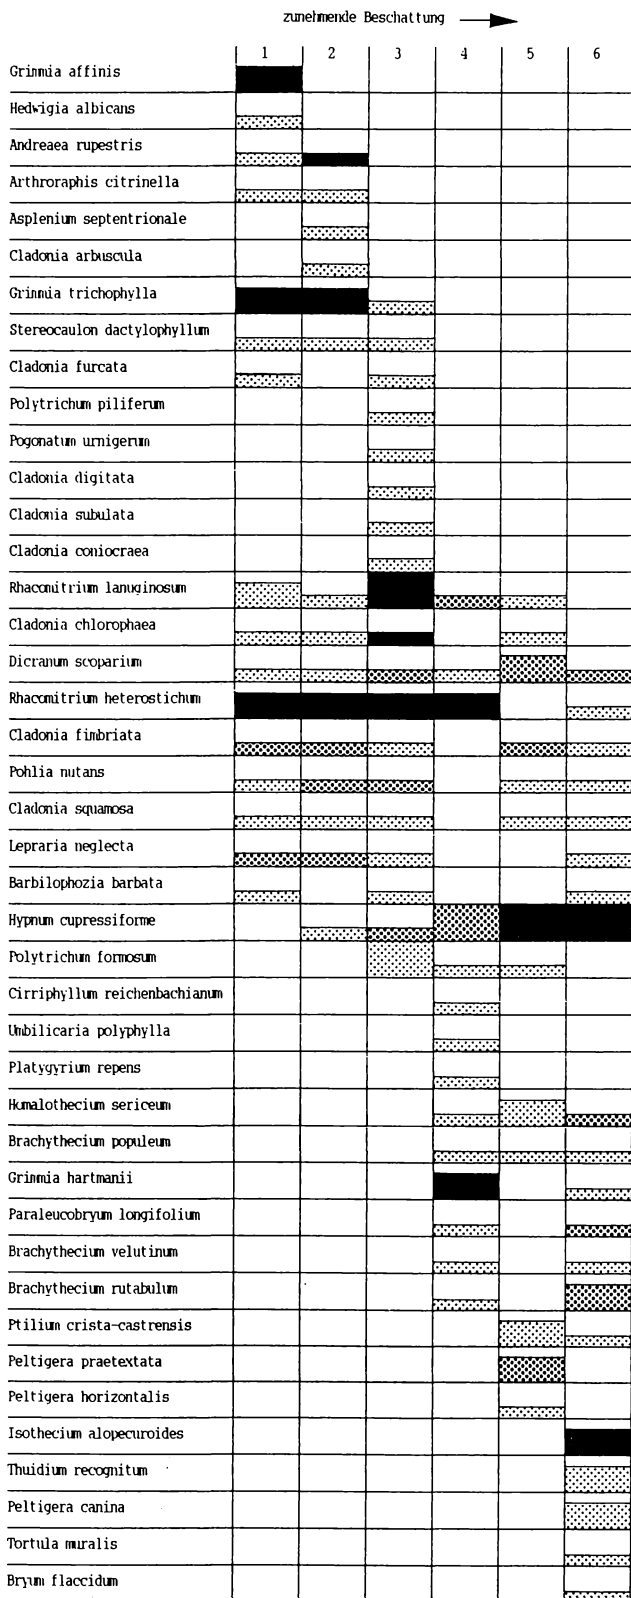 zunehmende Beschattung
1 2 3 4 5 6
Grimmia affinis
Hedwigia albicans
Andreaea rupestris
Arthroraphis citrinella
Asplenium septentrionale
Cladonia arbuscula
Grimmia trichophylla
Stereocaulon dactylophyllum
Cladonia furcata
Polytrichum piliferum
Pogonatum urnigerum
Cladonia digitata
Cladonia subulata
Cladonia coniocraea
Rhacomitrium lanuginosum
Cladonia chlorophaea
Dicranum scoparium
Rhacomitrium heterostichum
Cladonia fimbriata
Pohlia nutans
Cladonia squamosa
Lepraria neglecta
Barbilophozia barbata
Hypnum cupressiforme
Polytrichum formosum
Cirriphyllum reichenbachianum
Umbilicaria polyphylla
Platygyrium repens
Homalothecium sericeum
Brachythecium populeum
Grimmia hartmanii
Paraleucobryum longifolium
Brachythecium velutinum
Brachythecium rutabulum
Ptilium crista-castrensis
Peltigera praetextata
Peltigera horizontalis
Isothecium alopecuroides
Thuidium recognitum
Peltigera canina
Tortula muralis
Bryum flaccidum